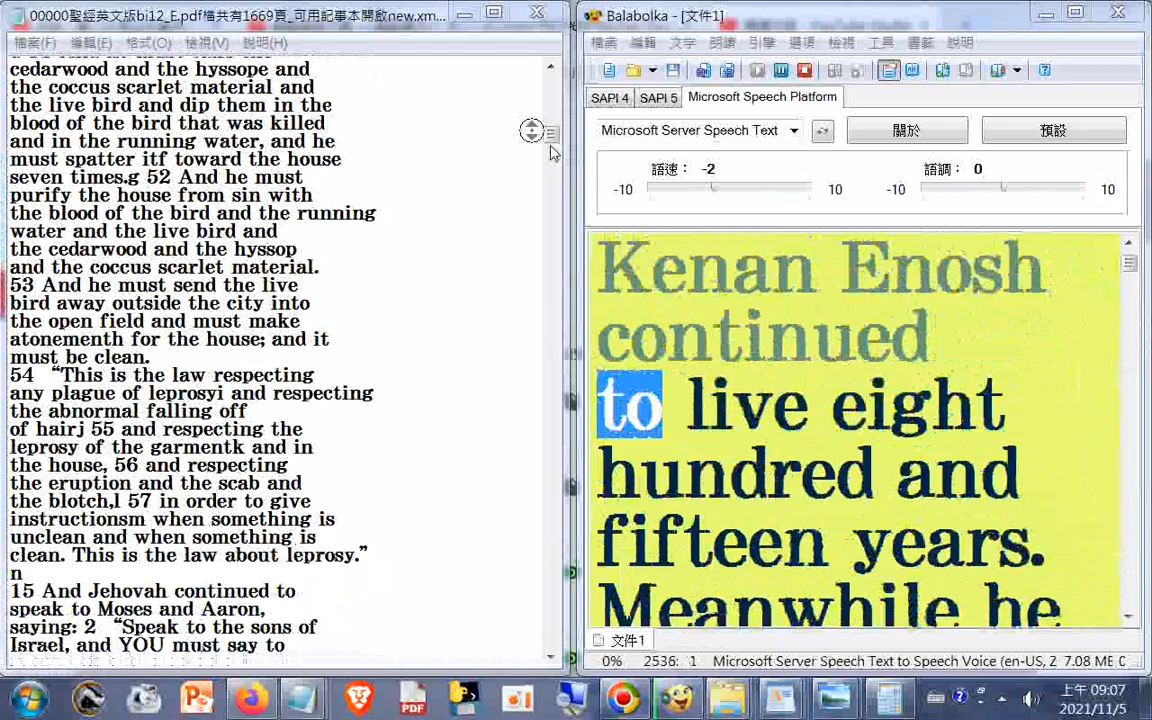 00000聖經英文版bi12_E.pdf檔共有1669頁_可用記事本開啟new.xm...
檔案(F) 編輯(E) 格式(O) 檢視(V) 說明(H)
cedarwood and the hyssope and
the coccus scarlet material and
the live bird and dip them in the
blood of the bird that was killed
and in the running water, and he
must spatter itf toward the house
seven times.g 52 And he must
purify the house from sin with
the blood of the bird and the running
water and the live bird and
the cedarwood and the hyssop
and the coccus scarlet material.
53 And he must send the live
bird away outside the city into
the open field and must make
atonementh for the house; and it
must be clean.
54 “This is the law respecting
any plague of leprosyi and respecting
the abnormal falling off
of hairj 55 and respecting the
leprosy of the garmentk and in
the house, 56 and respecting
the eruption and the scab and
the blotch,l 57 in order to give
instructionsm when something is
unclean and when something is
clean. This is the law about leprosy.”
n
15 And Jehovah continued to
speak to Moses and Aaron,
saying: 2 “Speak to the sons of
Israel, and YOU must say to
Balabolka - [文件1]
檔案 編輯 文字 朗讀 引擎 選項 檢視 工具 書籤 說明
SAPI 4 SAPI 5 Microsoft Speech Platform
Microsoft Server Speech Text 關於 預設
語速： -2 語調： 0
-10 10 -10 10
Kenan Enosh
continued
to live eight
hundred and
fifteen years.
Meanwhile he
文件1
0% 2536: 1 Microsoft Server Speech Text to Speech Voice (en-US, Z 7.08 ME C
PDF
上午 09:07
2021/11/5